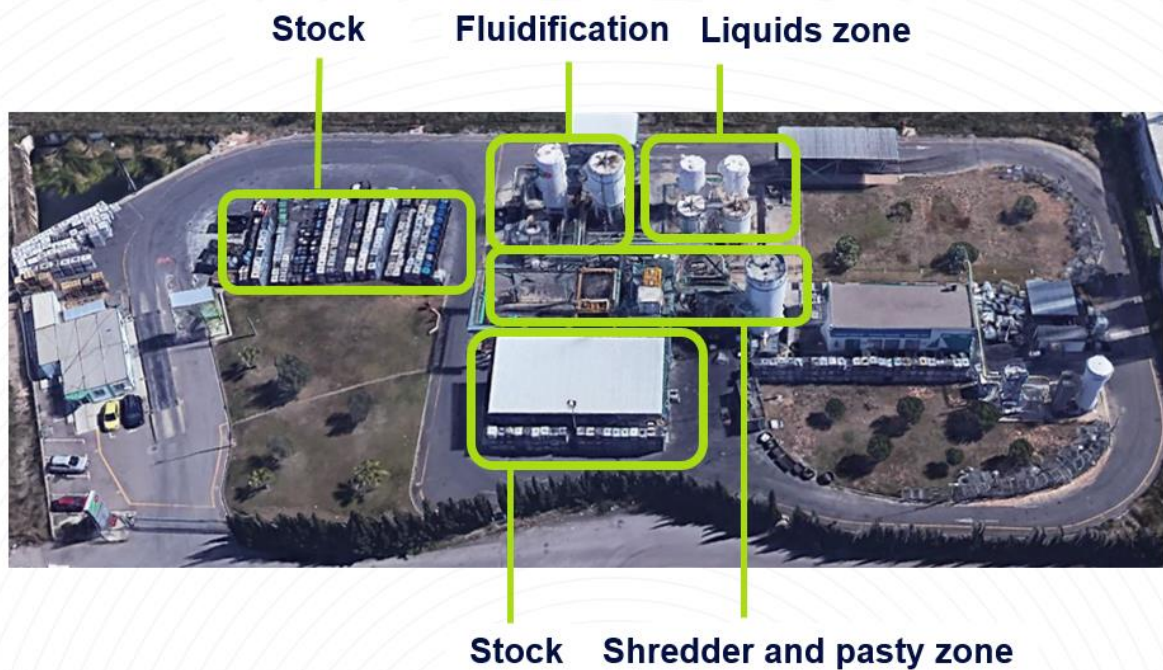 Stock
Fluidification
Liquids zone
Stock
Shredder and pasty zone